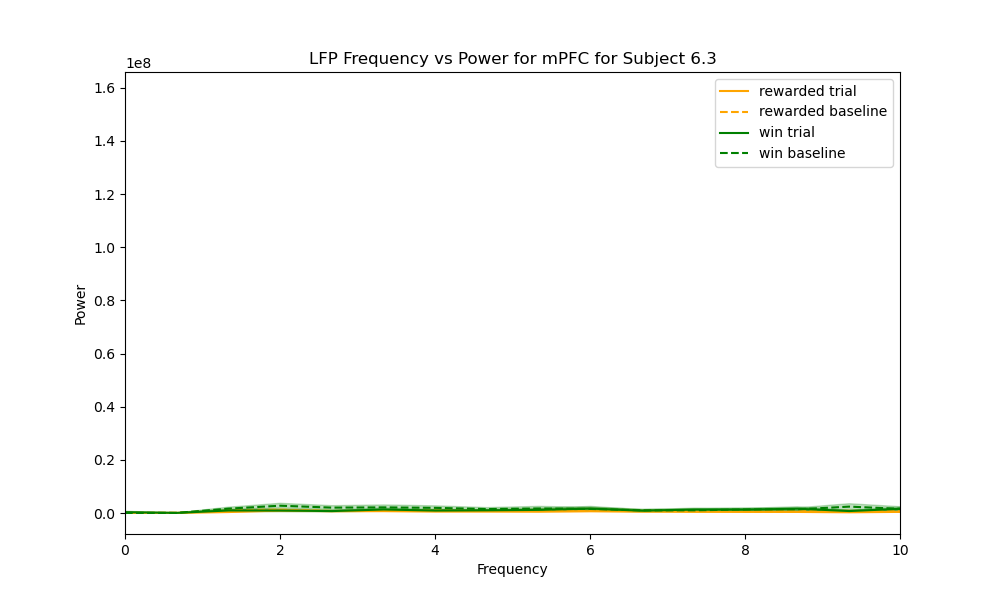 LFP Frequency vs Power for mPFC for Subject 6.3
1e8
1.6
1.4
1.2
1.0
0.8
0.6
0.4
0.2
0.0
Power
rewarded trial
rewarded baseline
win trial
win baseline
0 2 4 6 8 10
Frequency